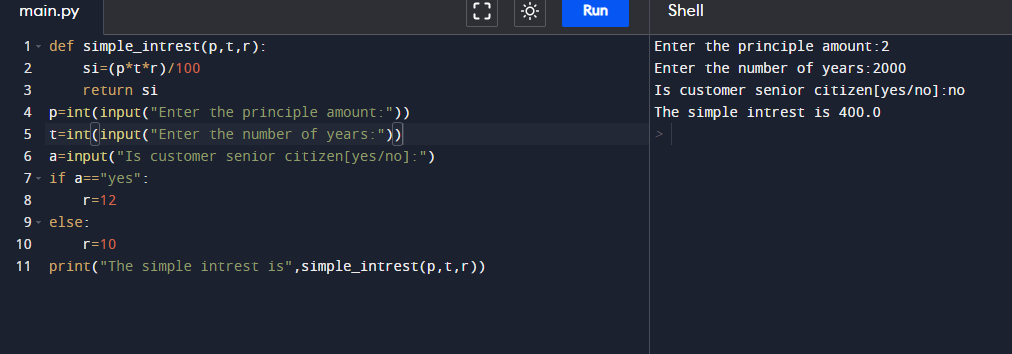 main.py
Run
1 def simple_intrest(p,t,r):
2     si=(p*t*r)/100
3     return si
4 p=int(input("Enter the principle amount:"))
5 t=int(input("Enter the number of years:"))
6 a=input("Is customer senior citizen[yes/no]:")
7 if a=="yes":
8     r=12
9 else:
10     r=10
11 print("The simple intrest is",simple_intrest(p,t,r))
Shell
Enter the principle amount:2
Enter the number of years:2000
Is customer senior citizen[yes/no]:no
The simple intrest is 400.0
>